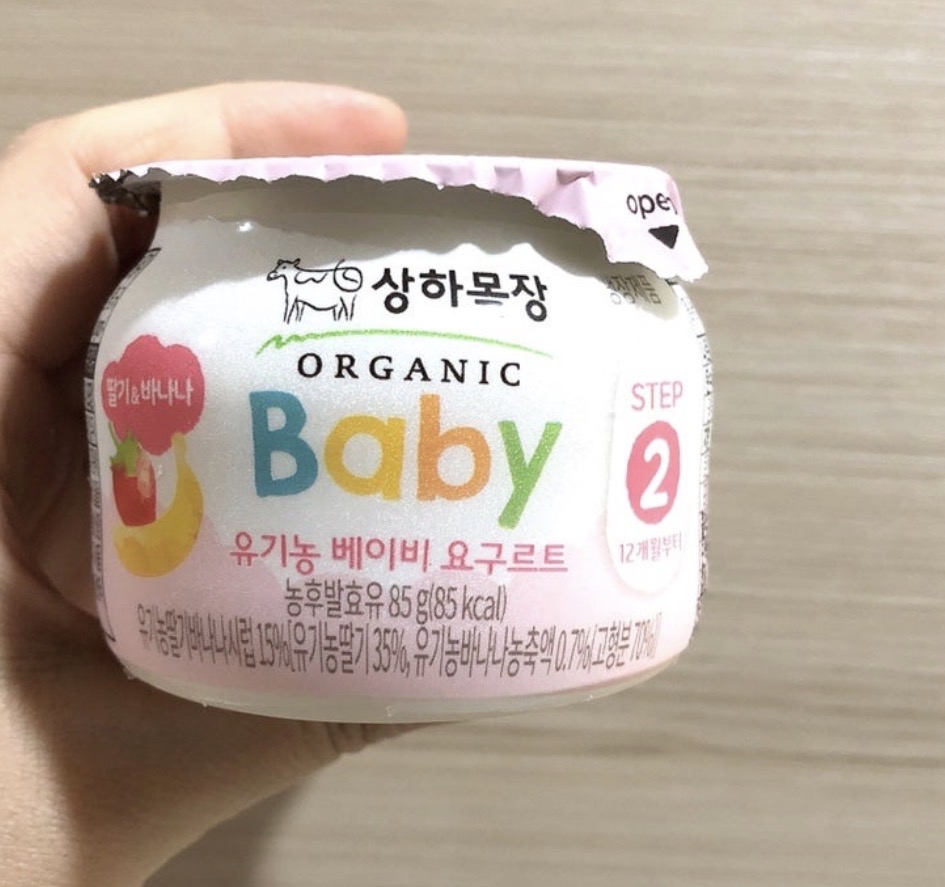 open
상하목장
ORGANIC
Baby
딸기&바나나
STEP
2
12개월부터
유기농 베이비 요구르트
농후발효유 85 g(85 kcal)
유기농딸기바나나시럽 15%[유기농딸기 35%, 유기농바나나농축액 0.7%(고형분 70%)]